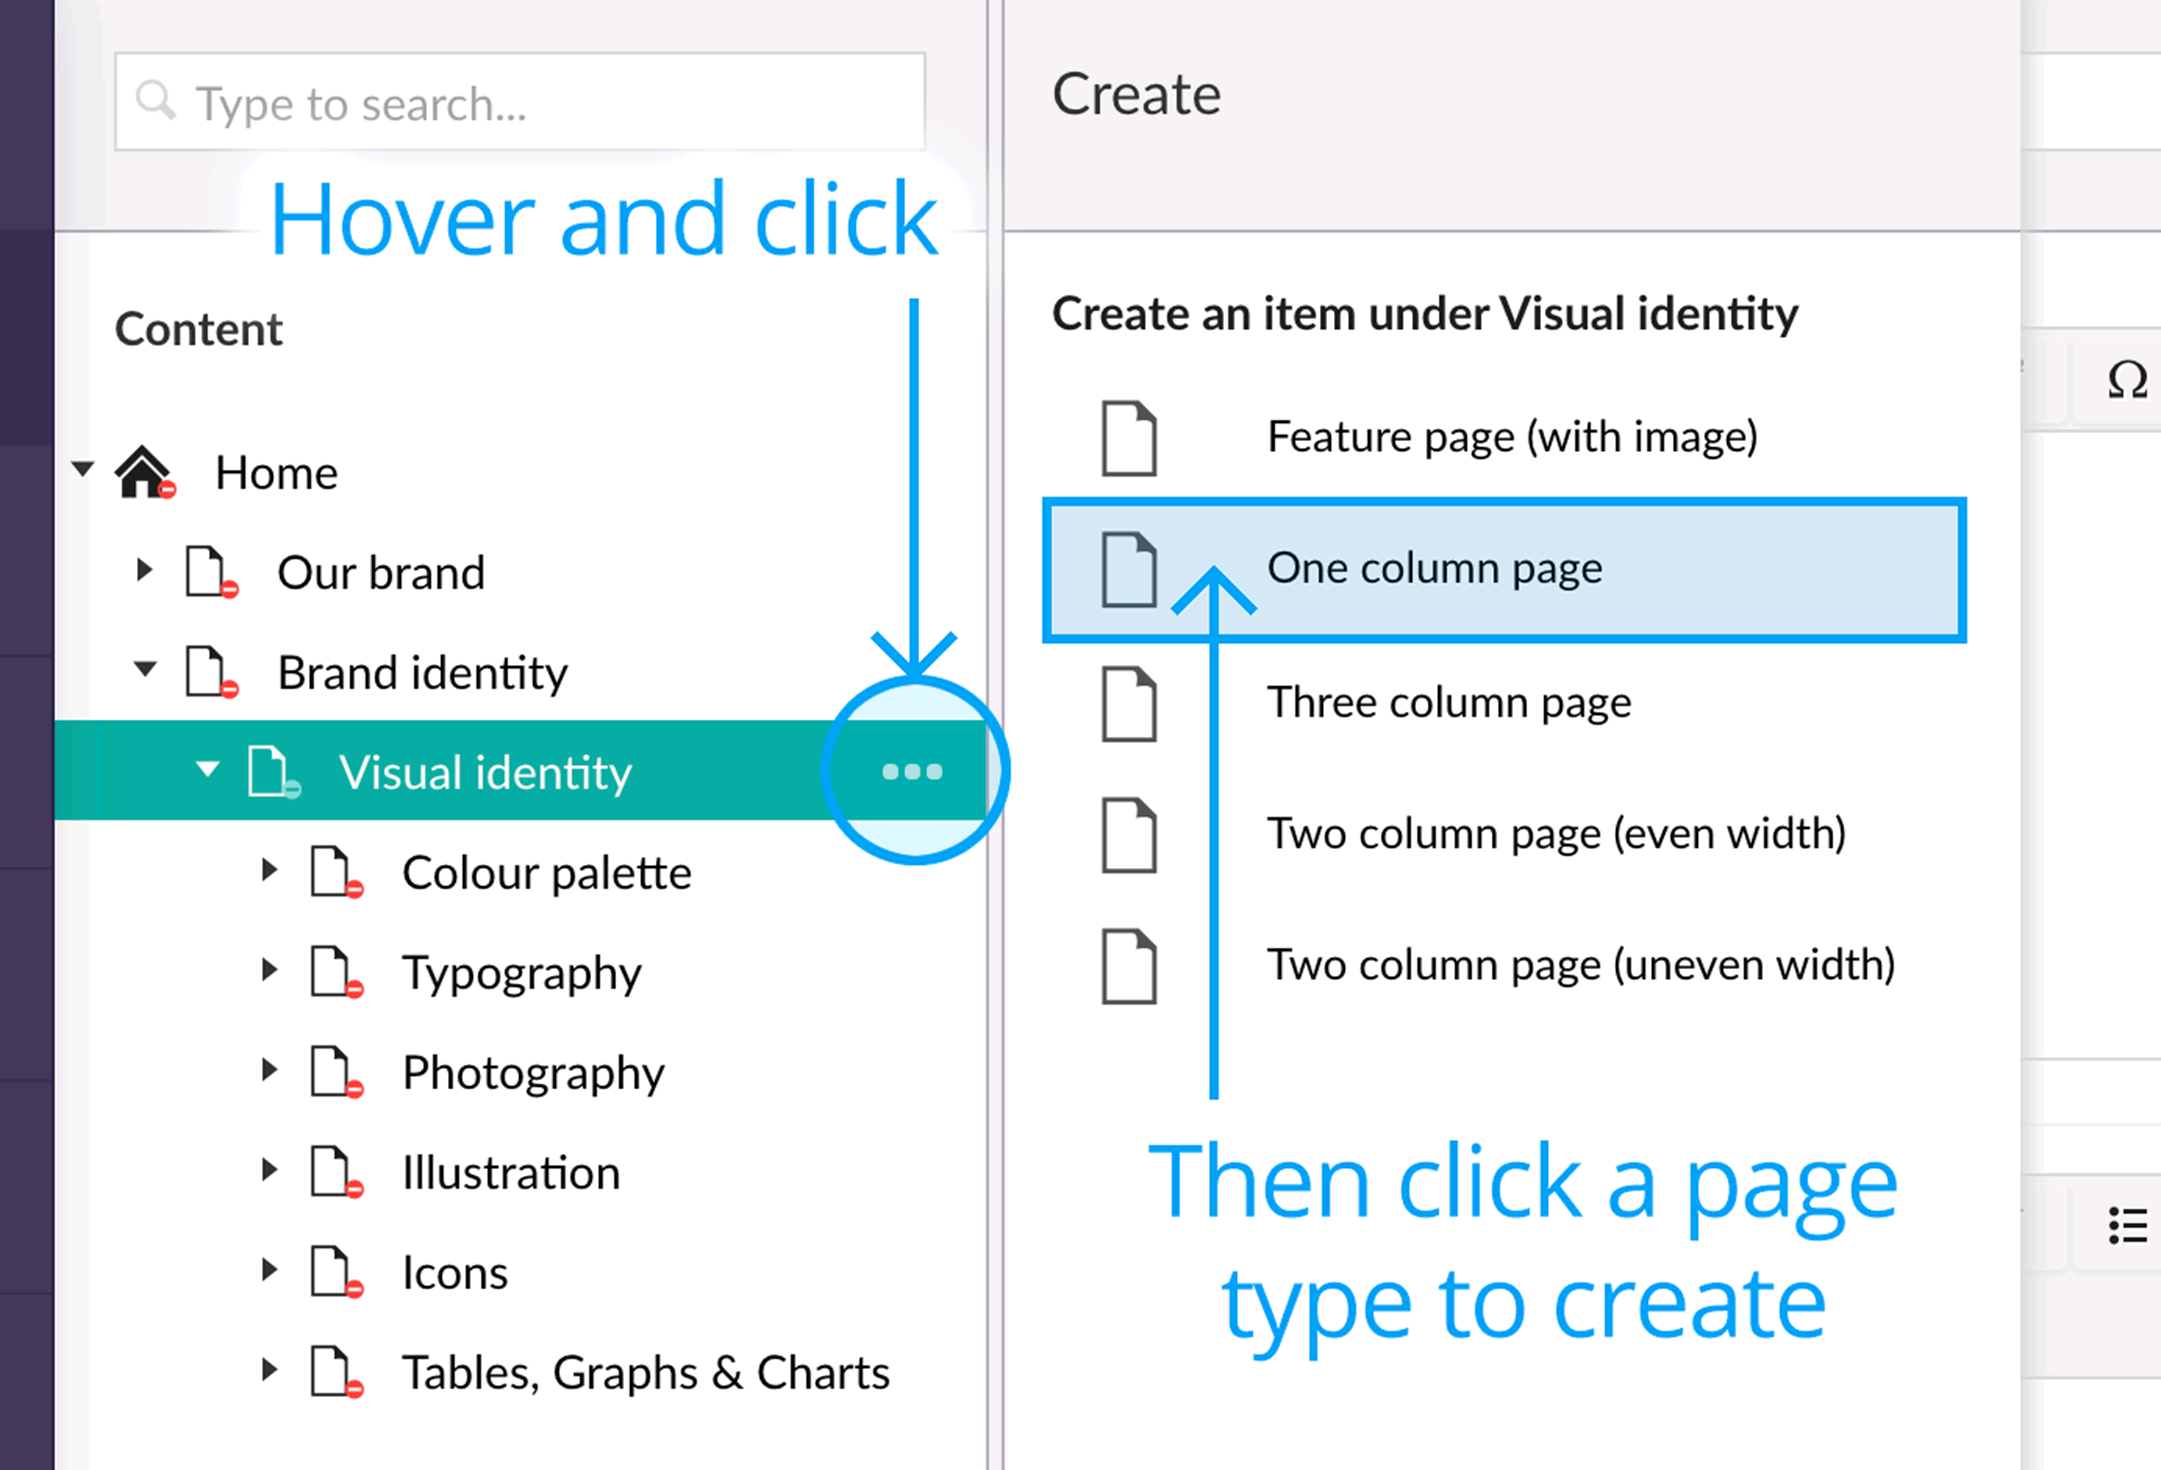 Type to search...
Hover and click
Content
Home
Our brand
Brand identity
Visual identity
Colour palette
Typography
Photography
Illustration
Icons
Tables, Graphs & Charts
Create
Create an item under Visual identity
Feature page (with image)
One column page
Three column page
Two column page (even width)
Two column page (uneven width)
Then click a page
type to create
Ω